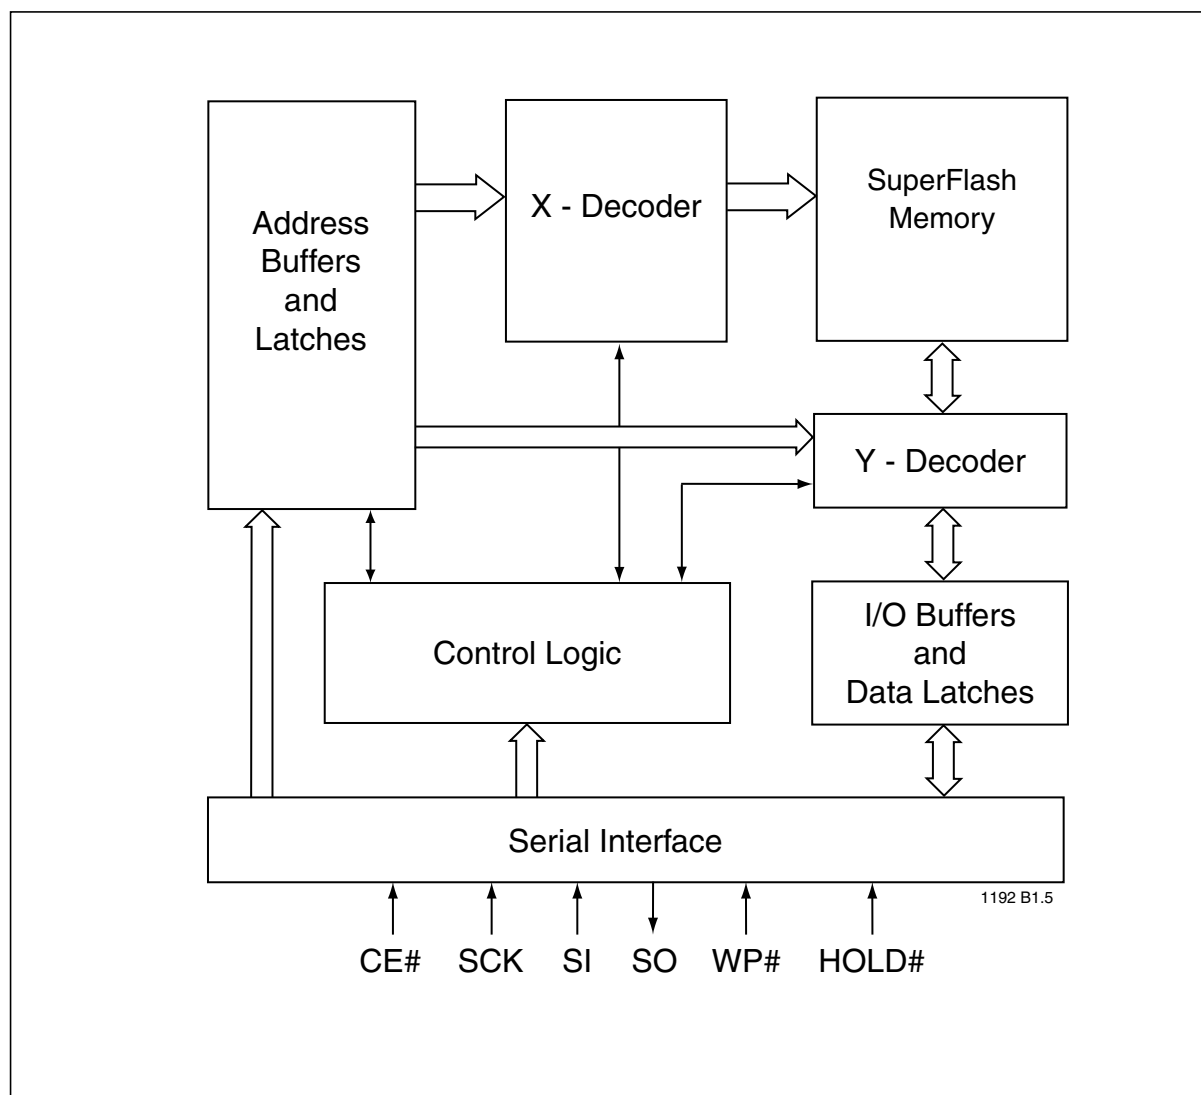 Address
Buffers
and
Latches
X - Decoder
SuperFlash
Memory
Y - Decoder
Control Logic
I/O Buffers
and
Data Latches
Serial Interface
1192 B1.5
CE# SCK SI SO WP# HOLD#